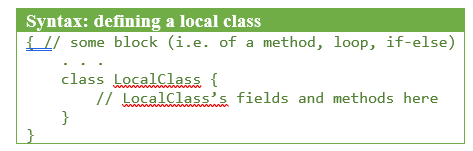 Syntax: defining a local class
{ // some block (i.e. of a method, loop, if-else)
. . .
class LocalClass {
// LocalClass’s fields and methods here
}
}